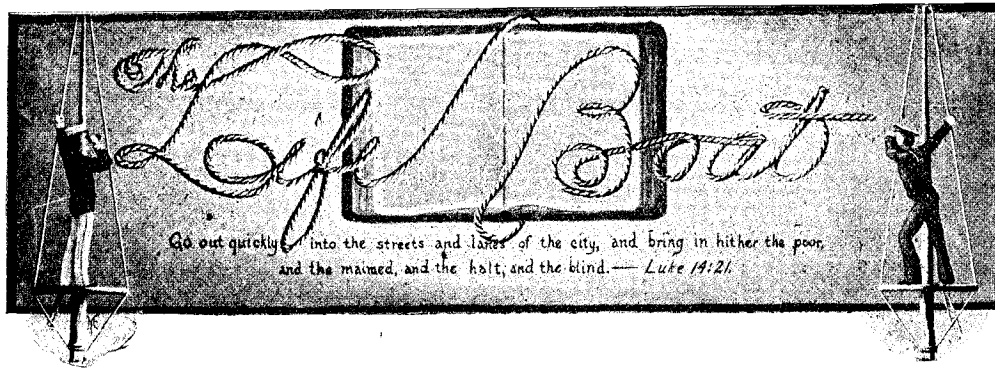 The
Life Boat
Go out quickly into the streets and lanes of the city, and bring in hither the poor,
and the maimed, and the halt, and the blind. — Luke 14:21.